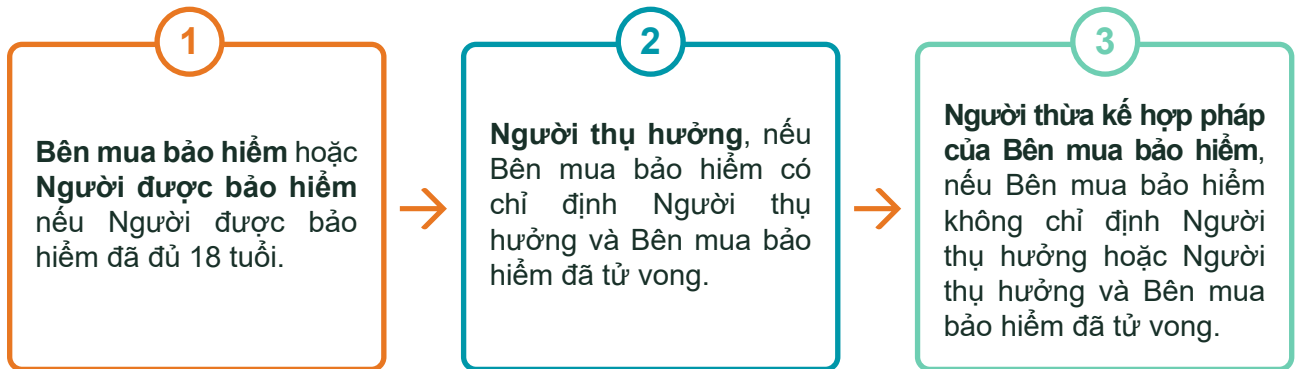 1
Bên mua bảo hiểm hoặc
Người được bảo hiểm
nếu Người được bảo
hiểm đã đủ 18 tuổi.
2
Người thụ hưởng, nếu
Bên mua bảo hiểm có
chỉ định Người thụ
hưởng và Bên mua bảo
hiểm đã tử vong.
3
Người thừa kế hợp pháp
của Bên mua bảo hiểm,
nếu Bên mua bảo hiểm
không chỉ định Người
thụ hưởng hoặc Người
thụ hưởng và Bên mua
bảo hiểm đã tử vong.